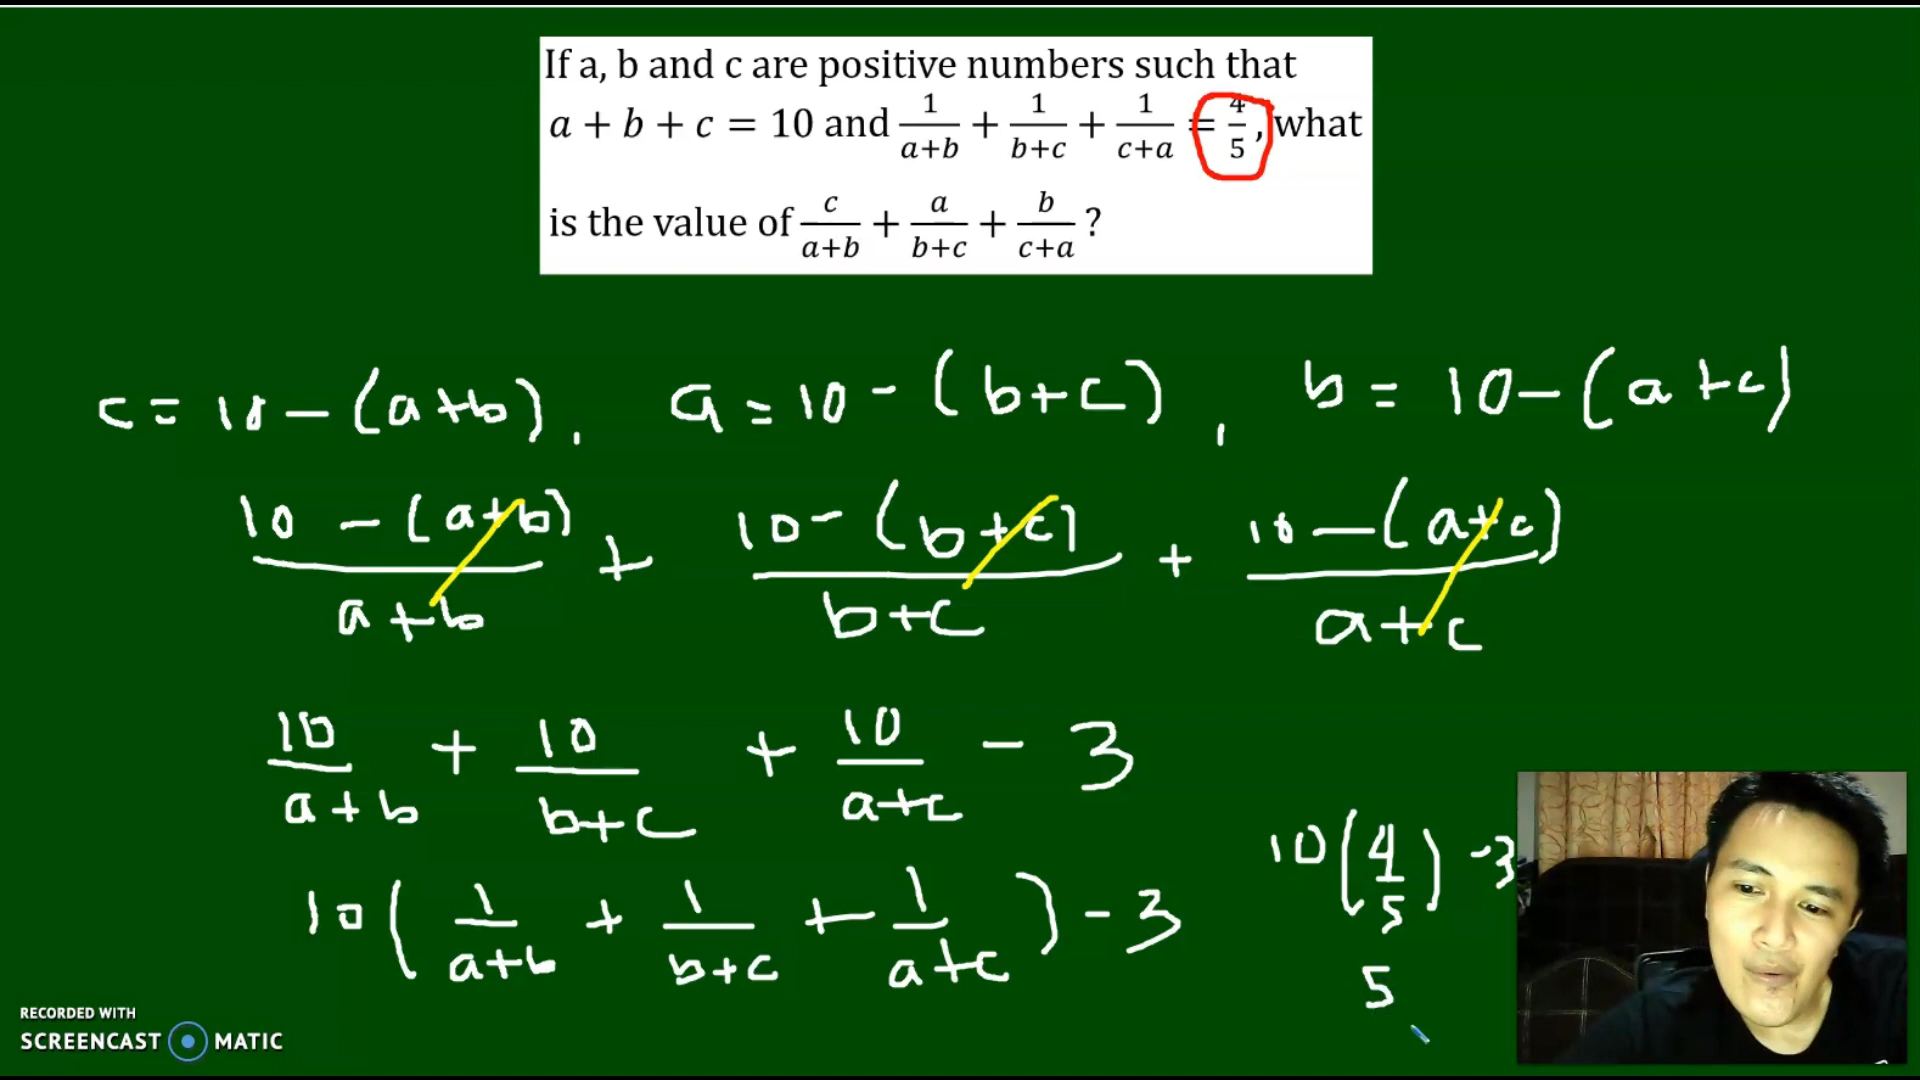 If a, b and c are positive numbers such that
a + b + c = 10 and 1/(a+b) + 1/(b+c) + 1/(c+a) = 4/5, what
is the value of c/(a+b) + a/(b+c) + b/(c+a) ?
c = 10 - (a+b), a = 10 - (b+c), b = 10 - (a+c)
(10 - (a+b))/(a+b) + (10 - (b+c))/(b+c) + (10 - (a+c))/(a+c)
10/(a+b) + 10/(b+c) + 10/(a+c) - 3
10(4/5) - 3
10(1/(a+b) + 1/(b+c) + 1/(a+c)) - 3
5
RECORDED WITH
SCREENCAST MATIC